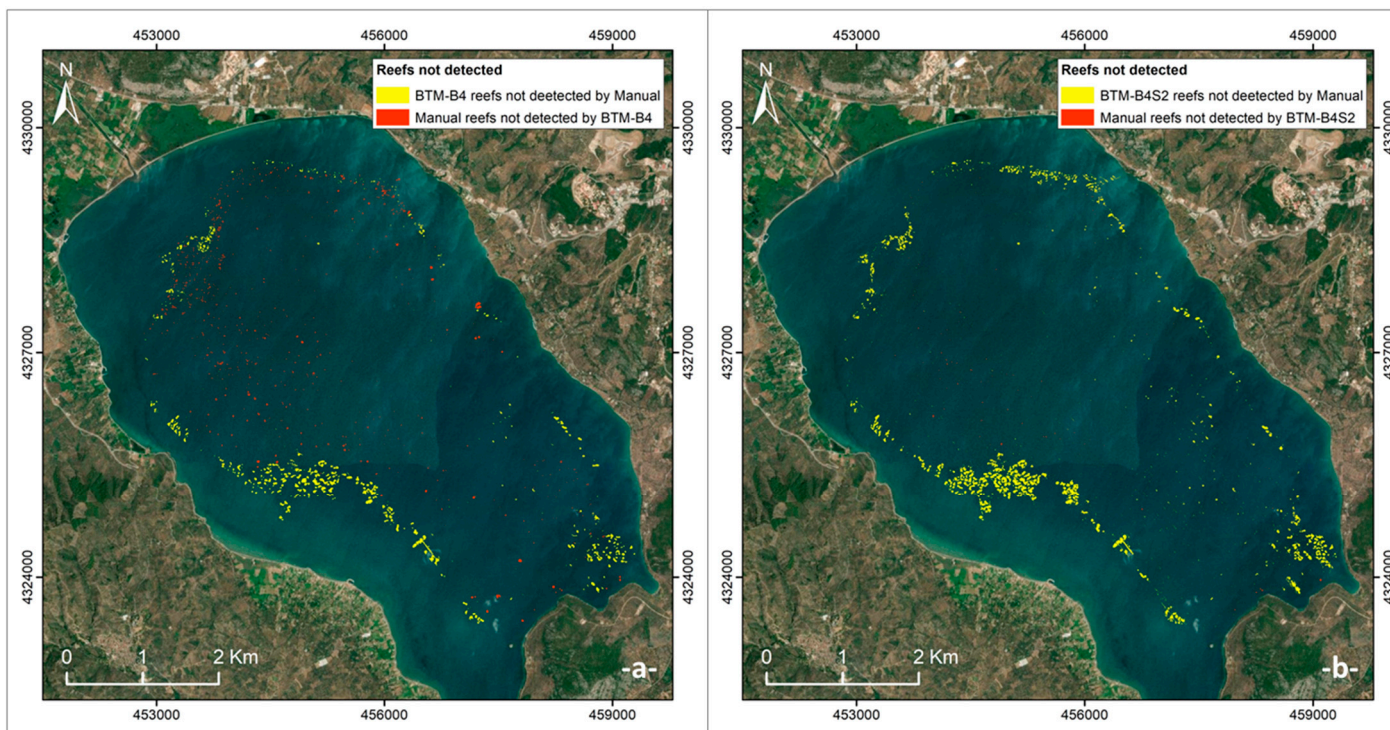 453000 456000 459000
N
Reefs not detected
BTM-B4 reefs not deetected by Manual
Manual reefs not detected by BTM-B4
4330000 4330000
4327000 4327000
4324000 4324000
0 1 2 Km
-a-
453000 456000 459000
453000 456000 459000
N
Reefs not detected
BTM-B4S2 reefs not deetected by Manual
Manual reefs not detected by BTM-B4S2
4330000
4327000
4324000
0 1 2 Km
-b-
453000 456000 459000